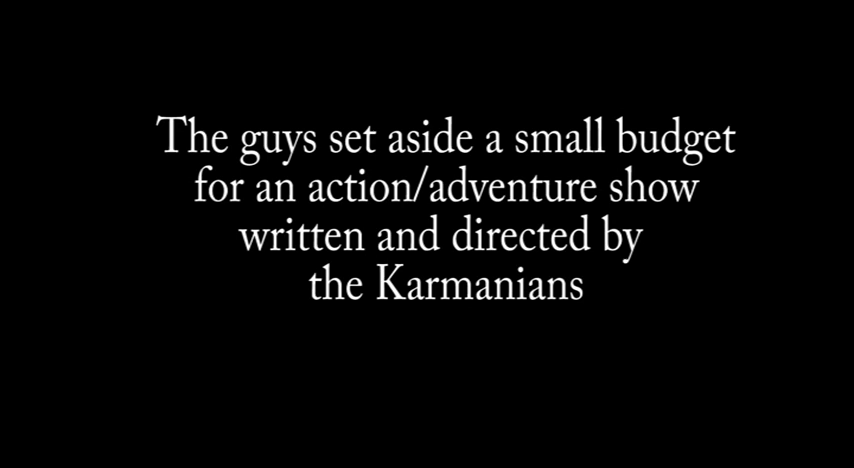 The guys set aside a small budget
for an action/adventure show
written and directed by
the Karmanians